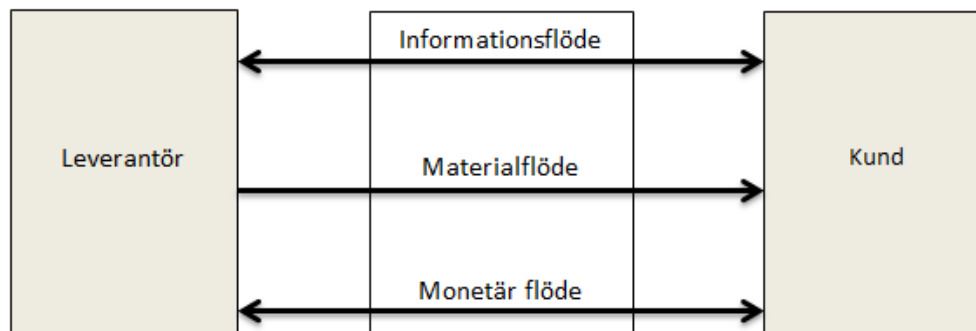 Informationsflöde
Leverantör
Materialflöde
Kund
Monetär flöde